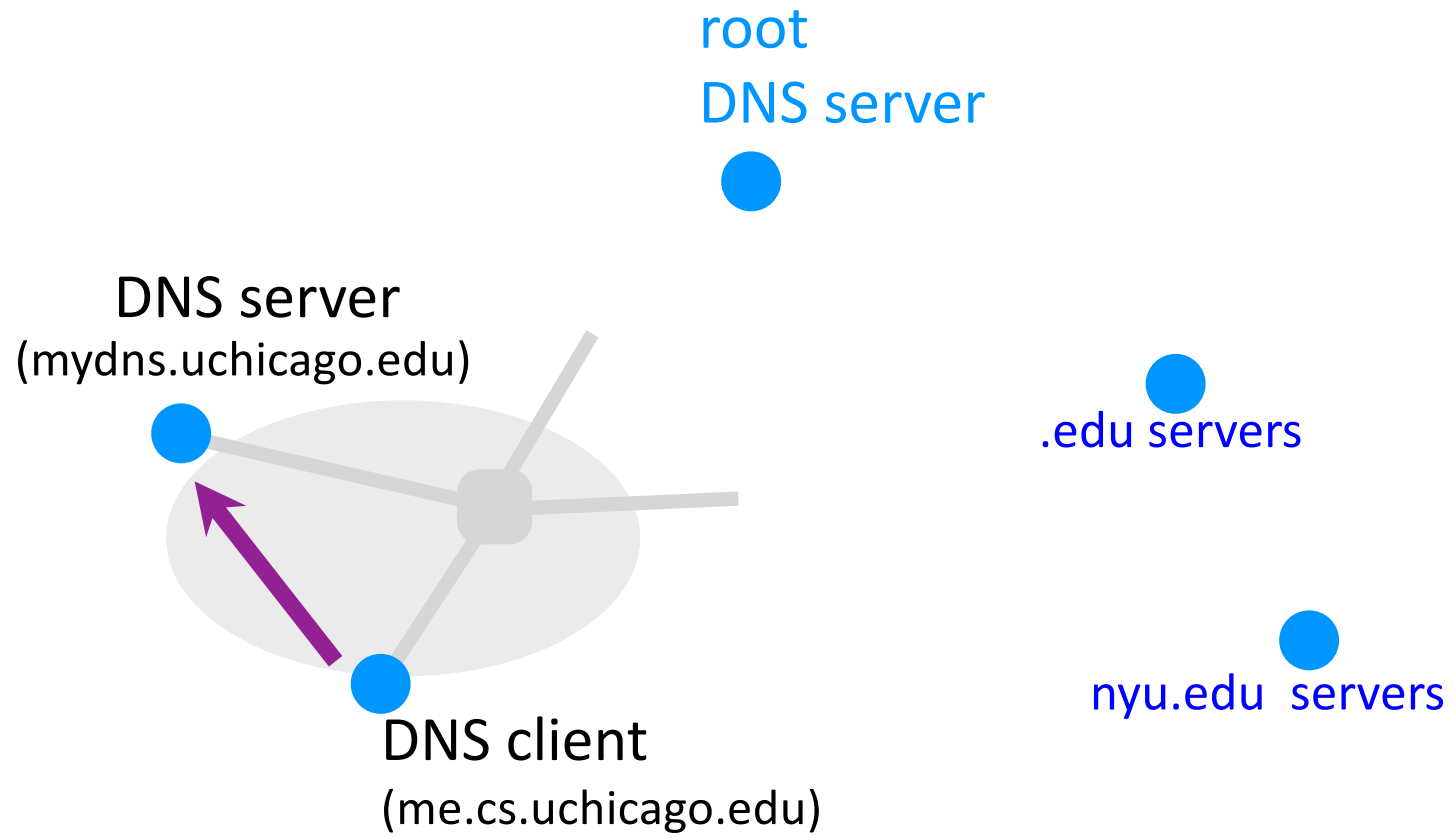 root
DNS server
DNS server
(mydns.uchicago.edu)
.edu servers
nyu.edu servers
DNS client
(me.cs.uchicago.edu)